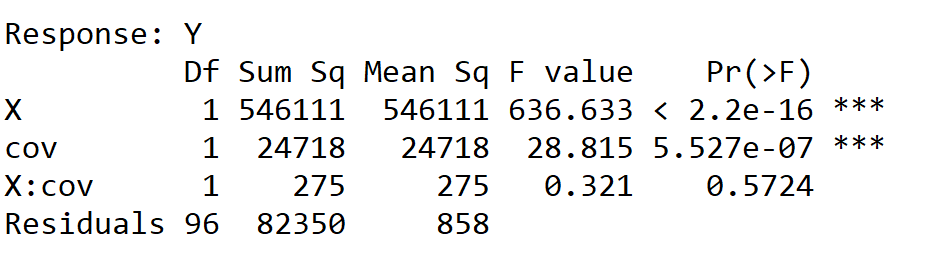 Response: Y
Df Sum Sq Mean Sq F value Pr(>F)
X 1 546111 546111 636.633 < 2.2e-16 ***
cov 1 24718 24718 28.815 5.527e-07 ***
X:cov 1 275 275 0.321 0.5724
Residuals 96 82350 858